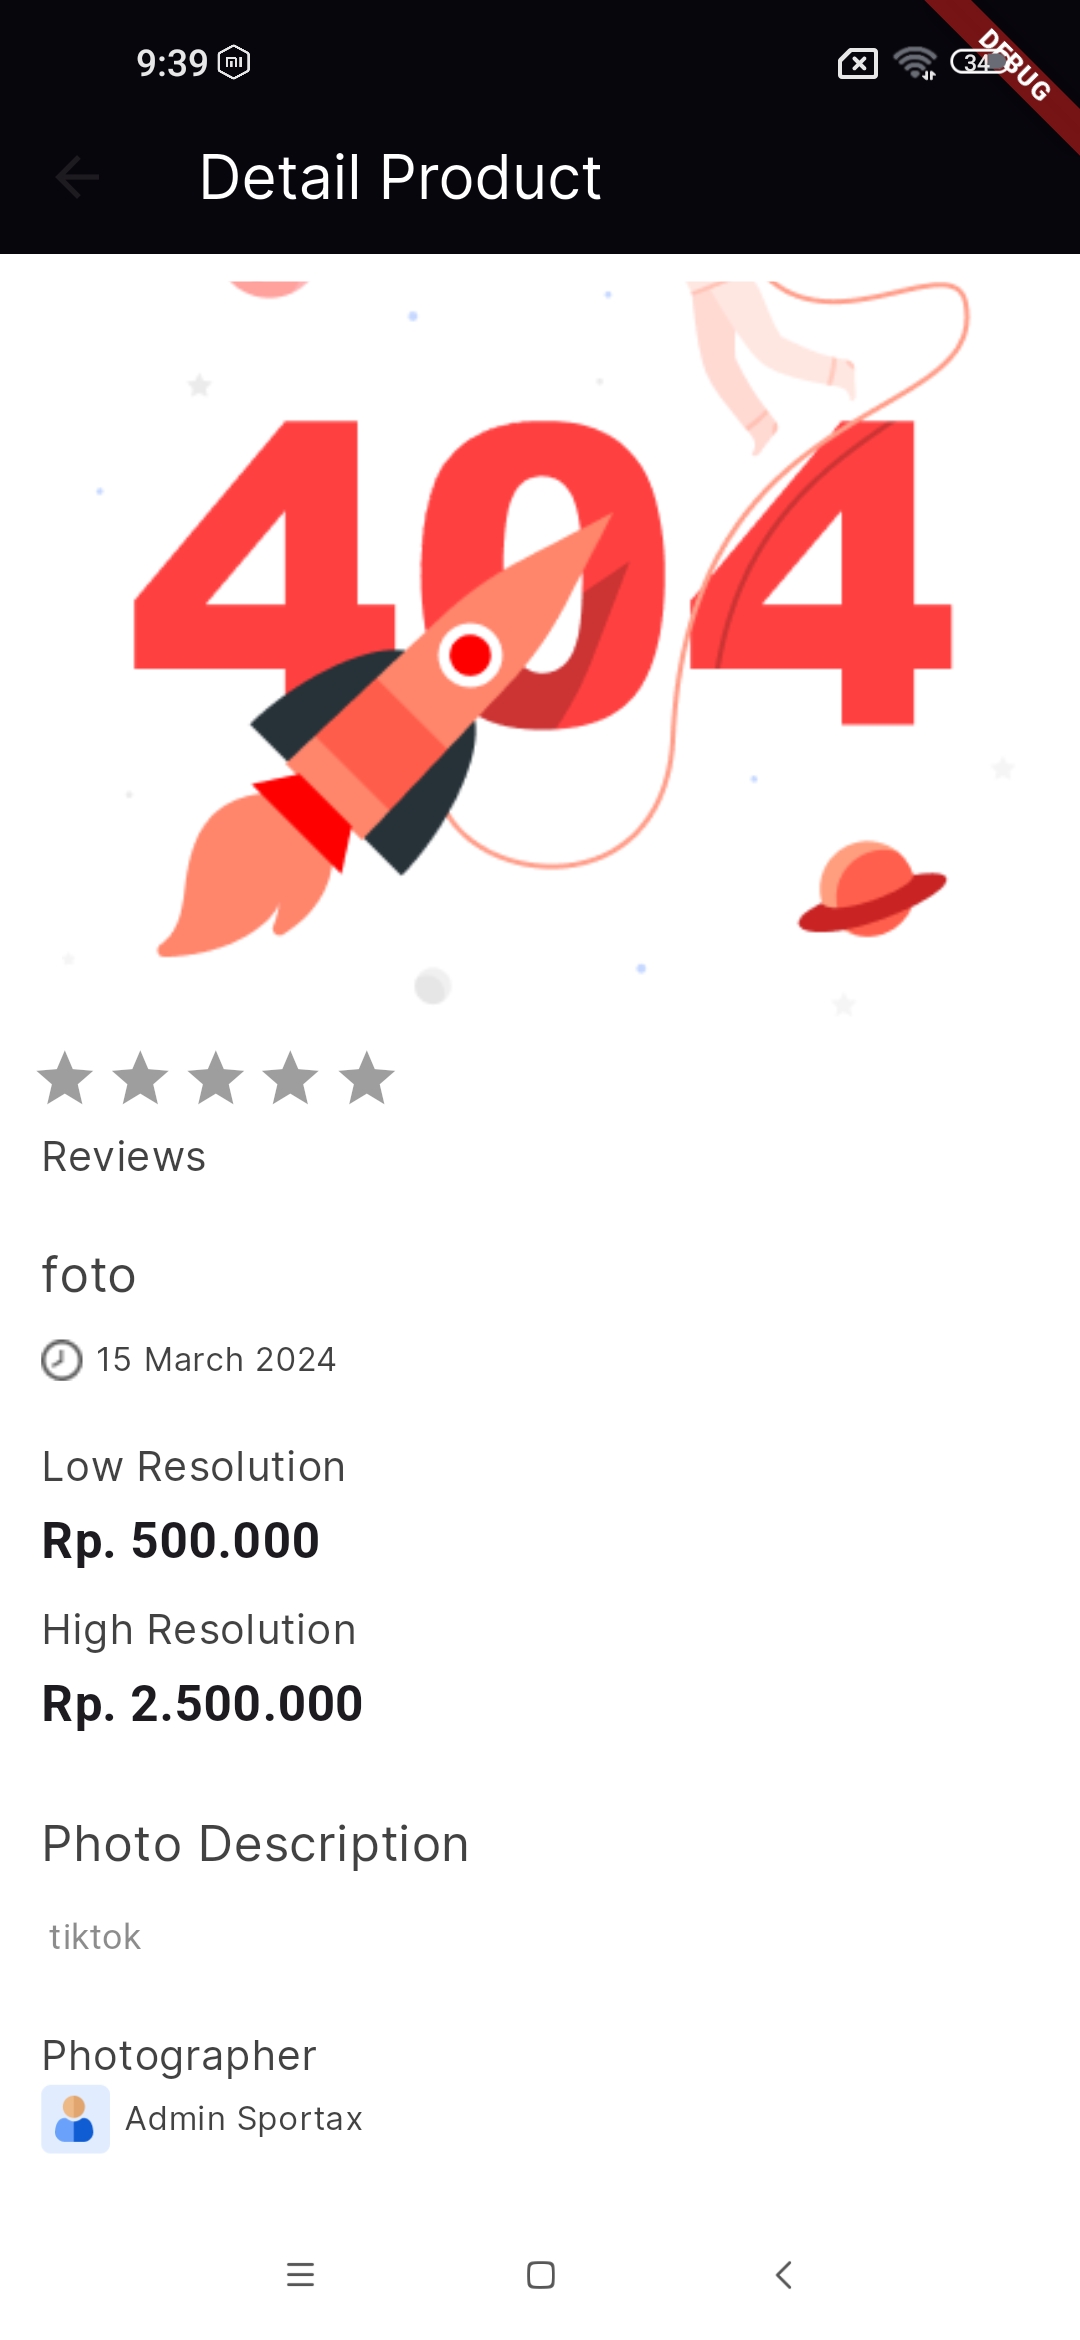 9:39
34
DEBUG
Detail Product
404
Reviews
foto
15 March 2024
Low Resolution
Rp. 500.000
High Resolution
Rp. 2.500.000
Photo Description
tiktok
Photographer
Admin Sportax